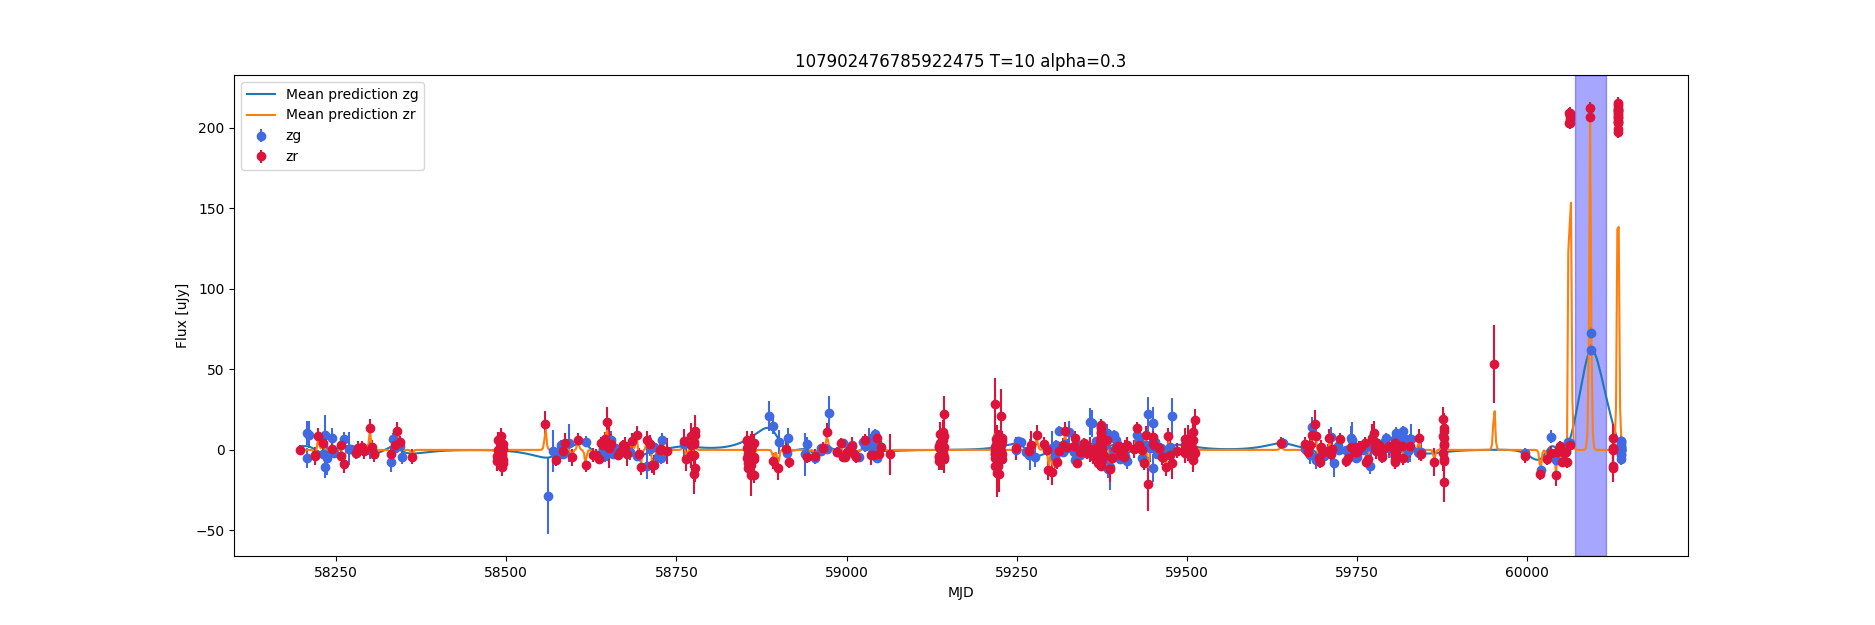 107902476785922475 T=10 alpha=0.3
Mean prediction zg
Mean prediction zr
zg
zr
Flux [uJy]
200
150
100
50
0
−50
58250
58500
58750
59000
59250
59500
59750
60000
MJD